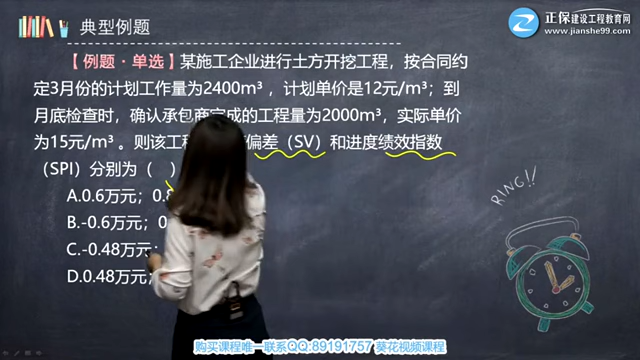 典型例题
正保建设工程教育网
www.jianshe99.com
【例题·单选】某施工企业进行土方开挖工程，按合同约
定3月份的计划工作量为2400m³，计划单价是12元/m³；到
月底检查时，确认承包商完成的工程量为2000m³，实际单价
为15元/m³。则该工 偏差（SV）和进度绩效指数
（SPI）分别为（ ）
A.0.6万元；0.8
B.-0.6万元；0
C.-0.48万元；
D.0.48万元；
RING!!
购买课程唯一联系QQ:89191757 葵花视频课程